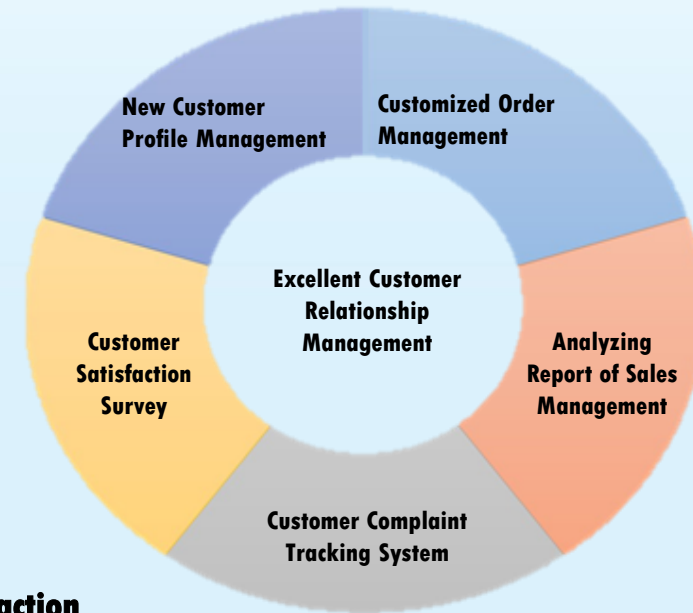 New Customer
Profile Management
Customized Order
Management
Excellent Customer
Relationship
Management
Customer
Satisfaction
Survey
Analyzing
Report of Sales
Management
Customer Complaint
Tracking System